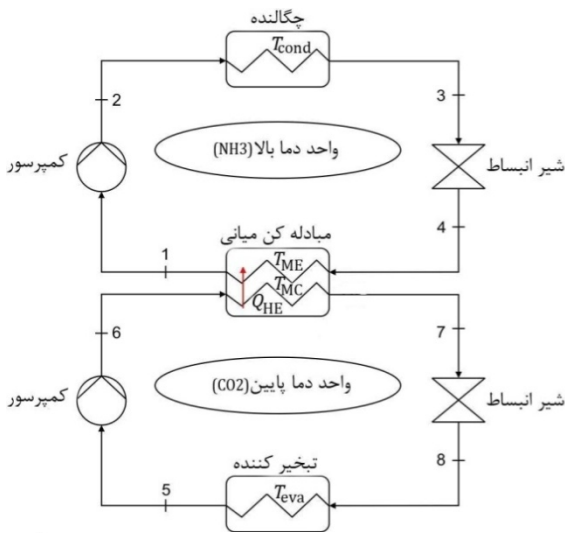 چگالنده
T_cond
2
3
واحد دما بالا(NH3)
کمپرسور
شیر انبساط
4
مبادله کن میانی
1
T_ME
T_MC
Q_HE
6
7
واحد دما پایین(CO2)
کمپرسور
شیر انبساط
8
تبخیر کننده
5
T_eva